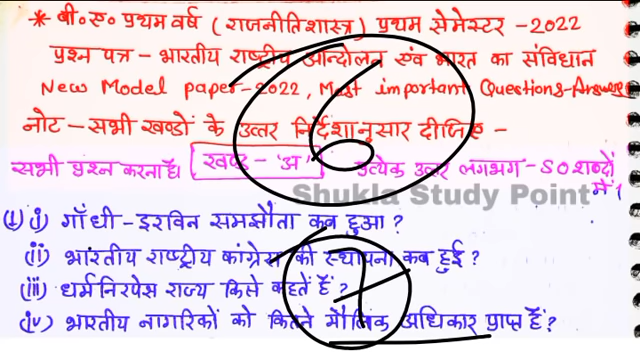 * बी०ए० प्रथम वर्ष (राजनीतिशास्त्र) प्रथम सेमेस्टर -2022
प्रश्न पत्र - भारतीय राष्ट्रीय आन्दोलन एवं भारत का संविधान
New Model paper-2022, Most important Questions-Answer
नोट - सभी खण्डों के उत्तर निर्देशानुसार दीजिए -
सभी प्रश्न करना है। खण्ड - 'अ' प्रत्येक उत्तर लगभग - 50 शब्दों में।
Shukla Study Point
(1) (i) गाँधी - इरविन समझौता कब हुआ ?
(ii) भारतीय राष्ट्रीय कांग्रेस की स्थापना कब हुई ?
(iii) धर्मनिरपेक्ष राज्य किसे कहतें हैं ?
(iv) भारतीय नागरिकों को कितने मौलिक अधिकार प्राप्त हैं?
6
7